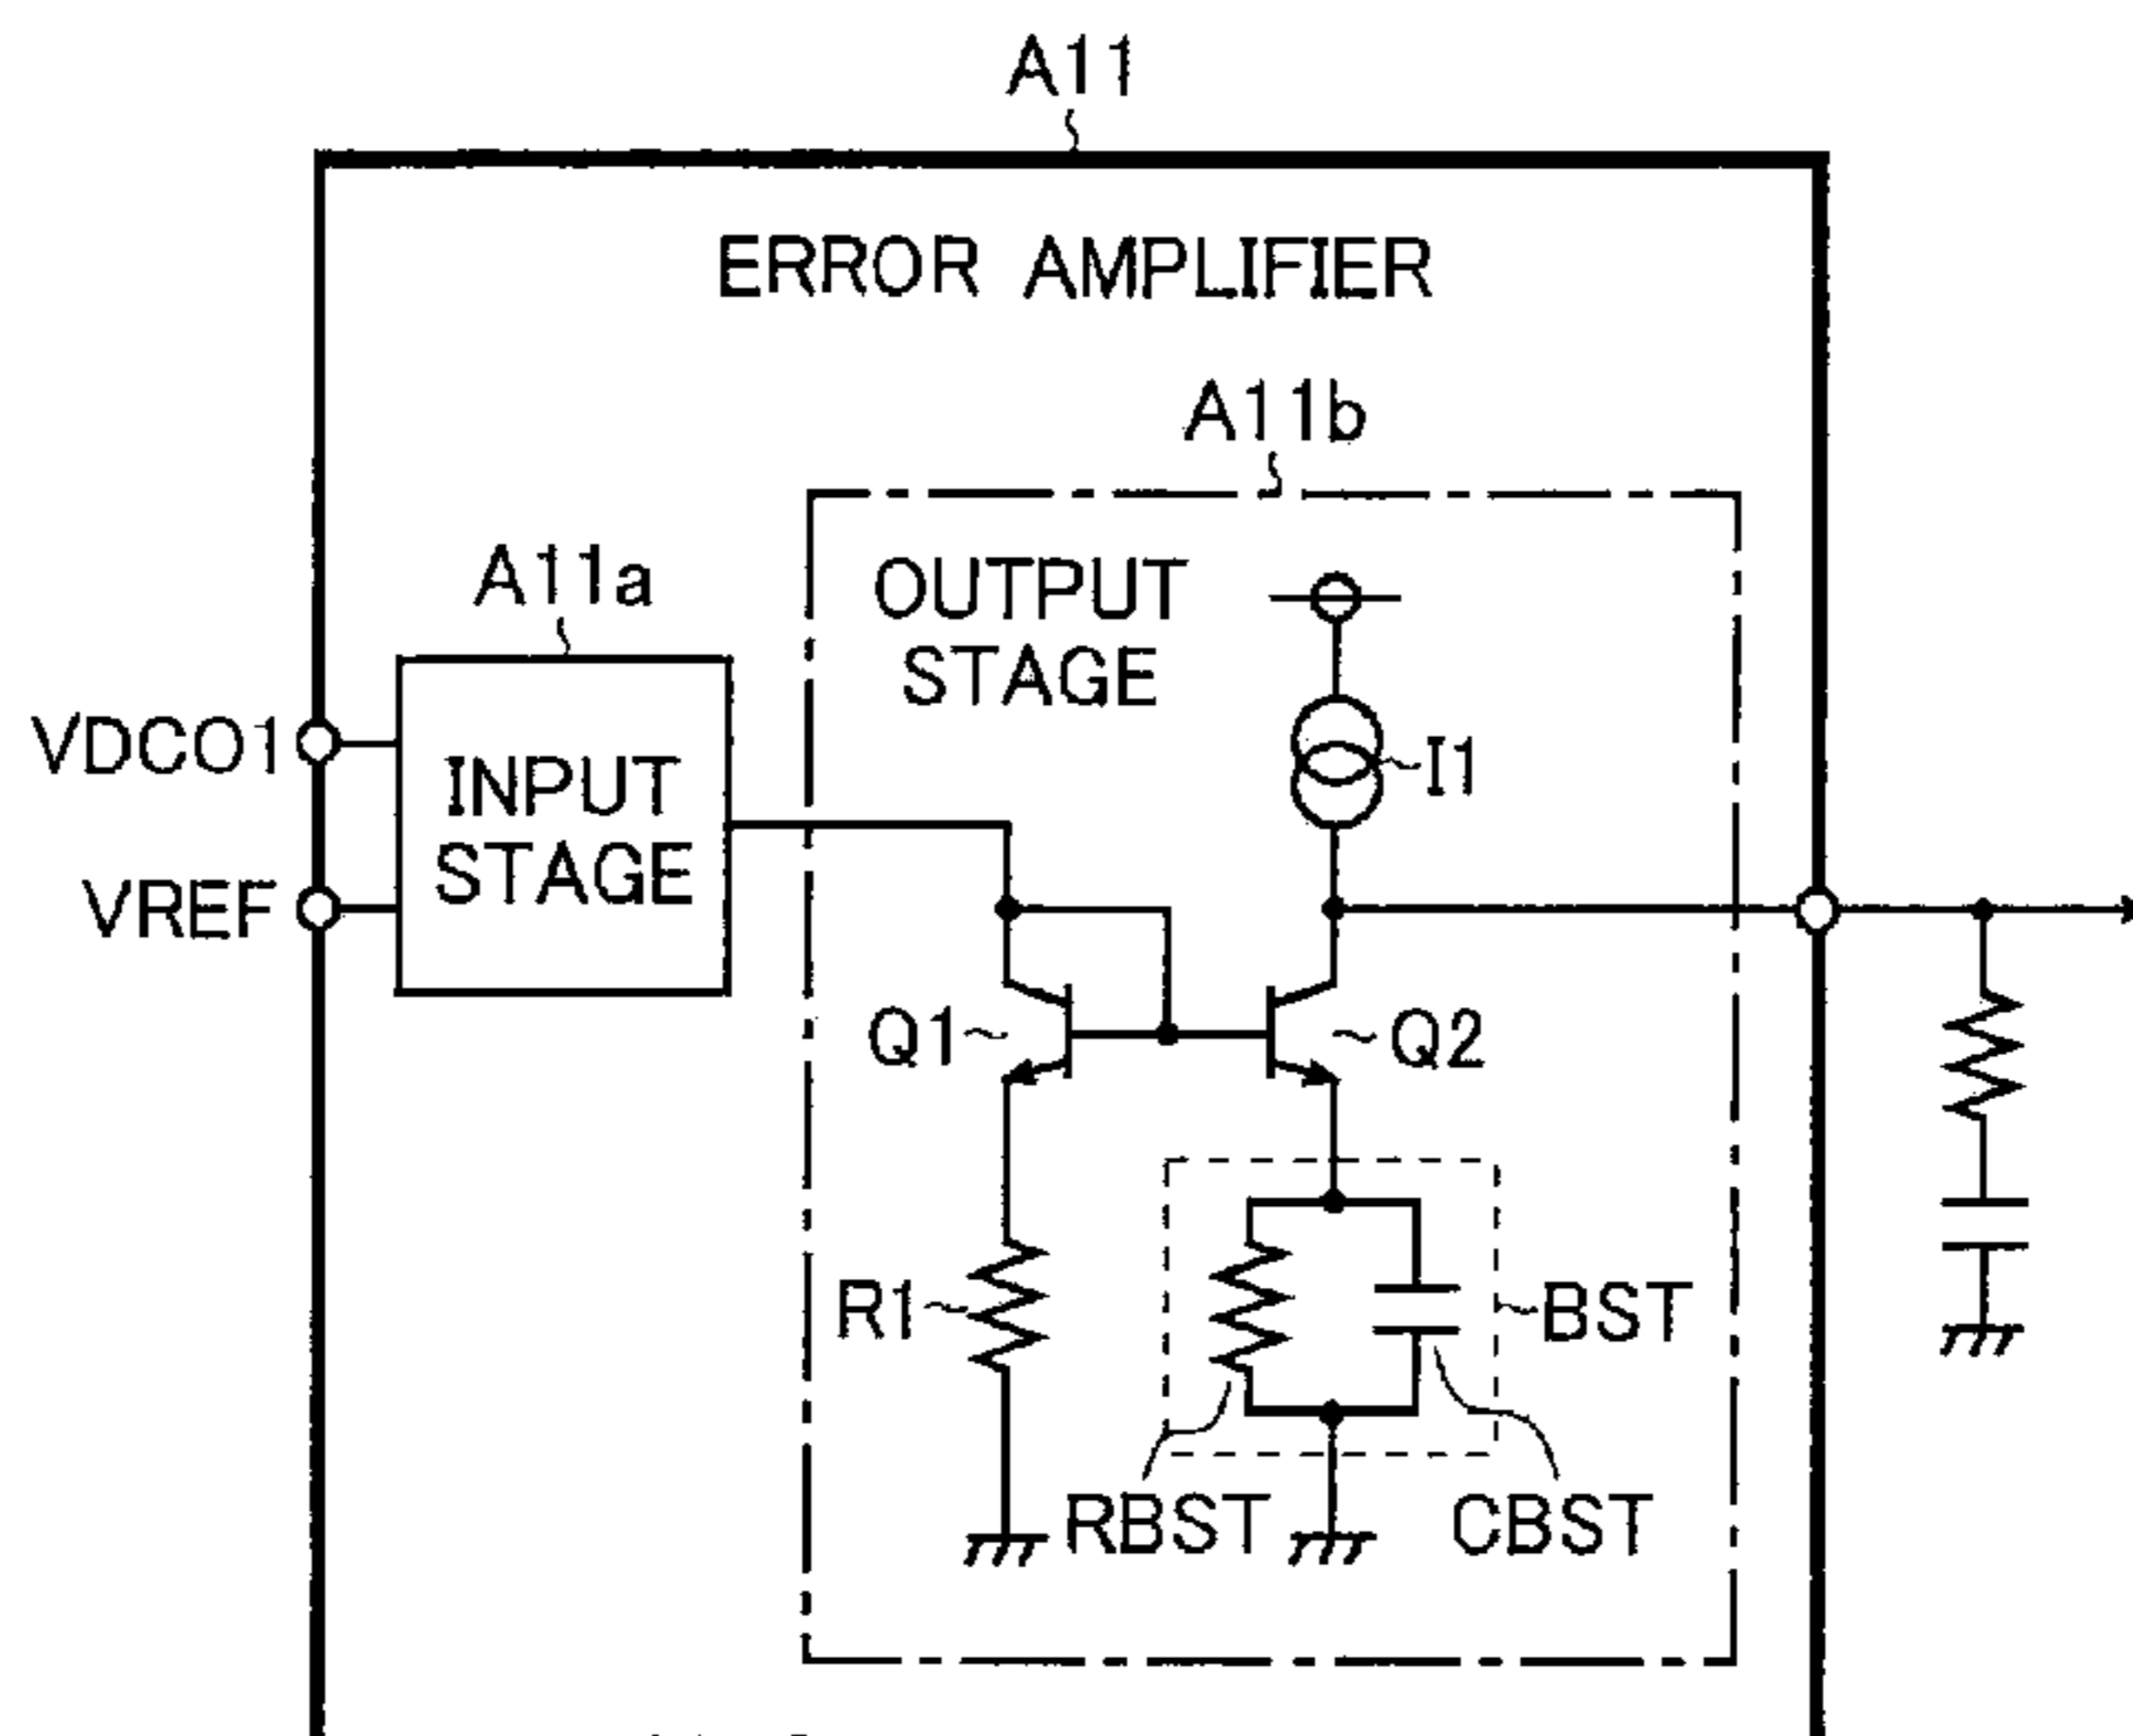 A11
ERROR AMPLIFIER
A11b
A11a
OUTPUT
STAGE
VDCO1
INPUT
STAGE
I1
VREF
Q1
Q2
R1
BST
RBST
CBST